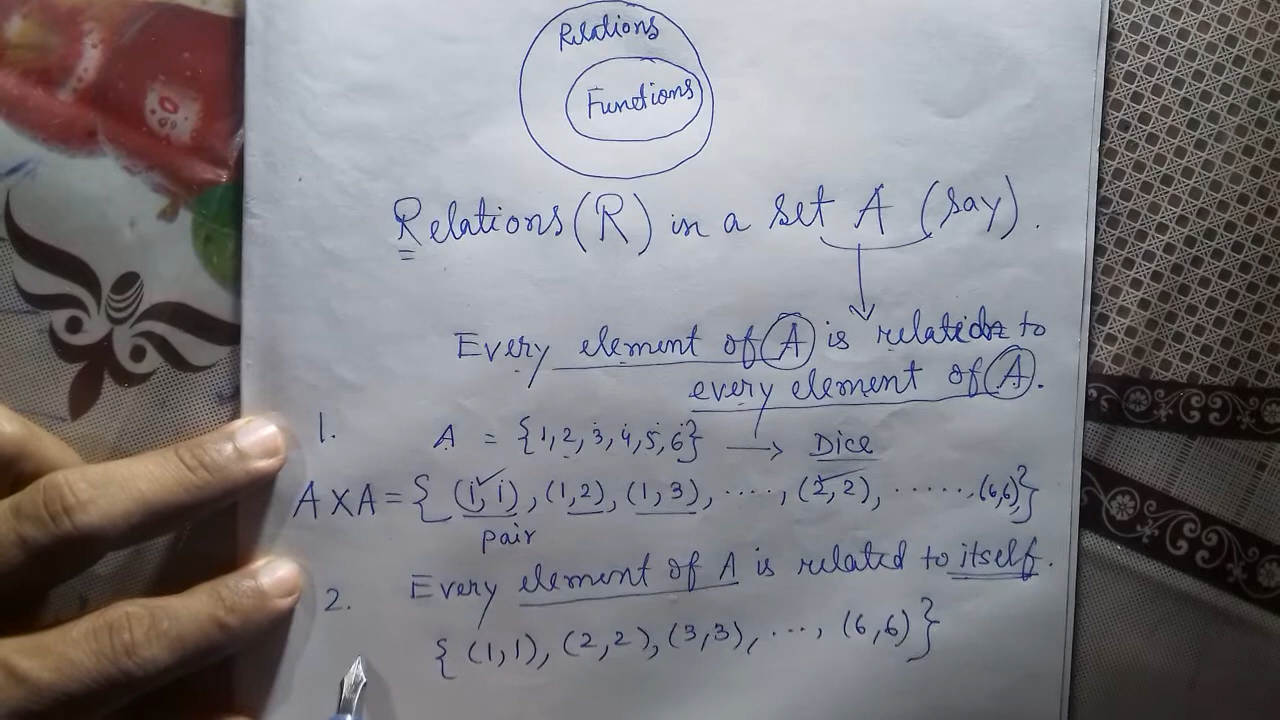 Relations
Functions
Relations (R) in a set A (say).
Every element of A is related to
every element of A.
1. A = {1,2,3,4,5,6} → Dice
A X A = { (1,1), (1,2), (1,3), ....., (2,2), ......, (6,6)}
pair
Every element of A is related to itself.
2. { (1,1), (2,2), (3,3), ..., (6,6) }